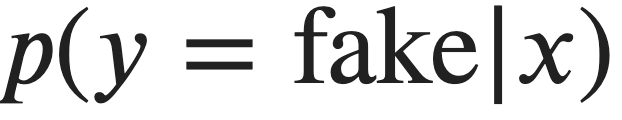 p(y = fake|x)